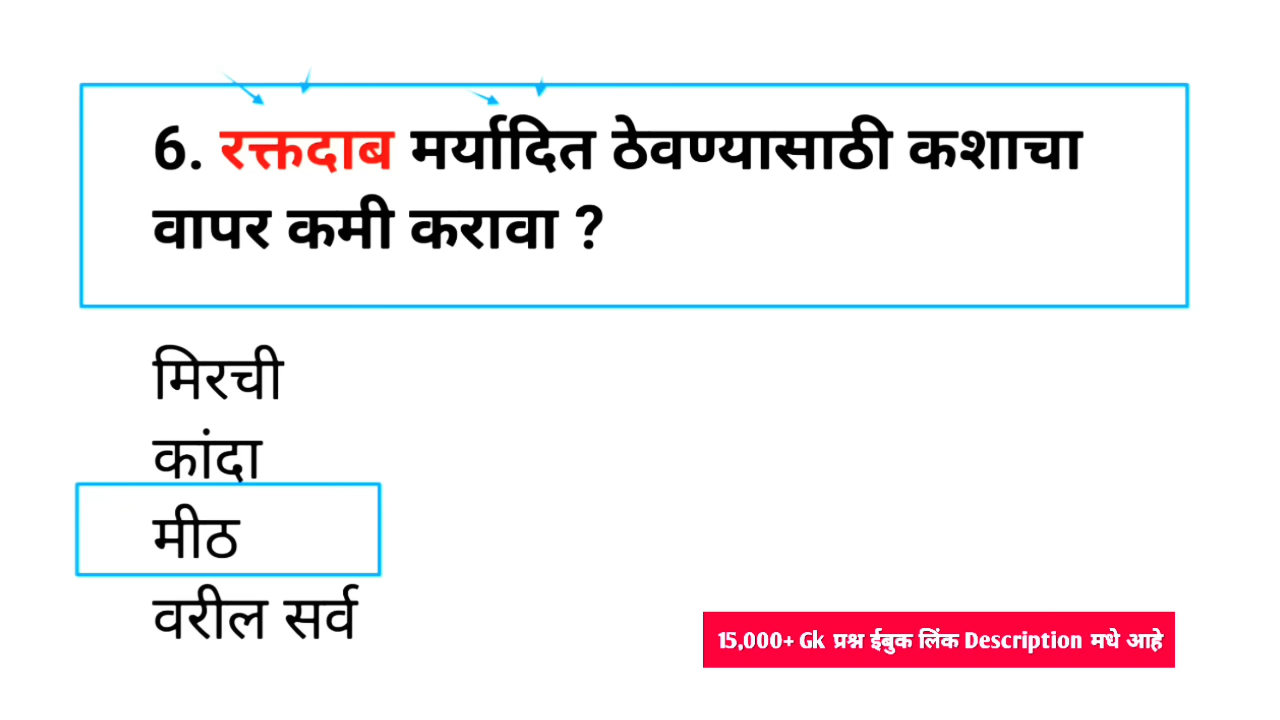 6. रक्तदाब मर्यादित ठेवण्यासाठी कशाचा
वापर कमी करावा ?
मिरची
कांदा
मीठ
वरील सर्व
15,000+ Gk प्रश्न ईबुक लिंक Description मधे आहे